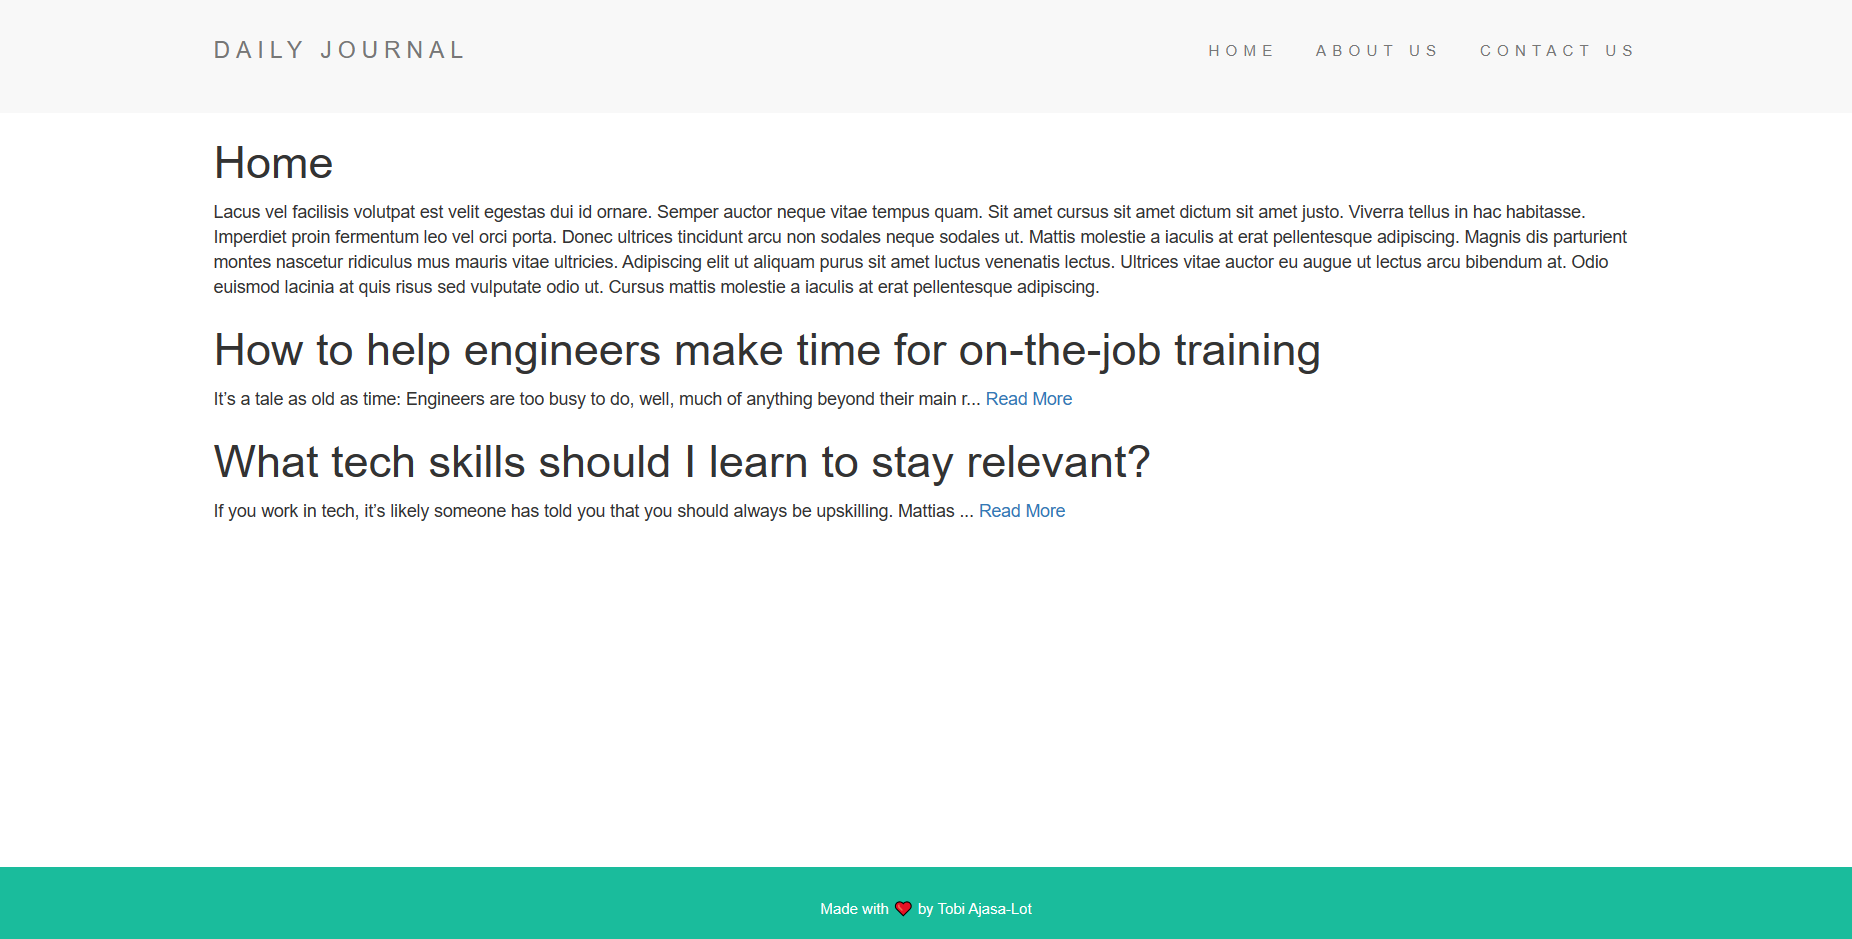 DAILY JOURNAL
HOME
ABOUT US
CONTACT US
Home
Lacus vel facilisis volutpat est velit egestas dui id ornare. Semper auctor neque vitae tempus quam. Sit amet cursus sit amet dictum sit amet justo. Viverra tellus in hac habitasse.
Imperdiet proin fermentum leo vel orci porta. Donec ultrices tincidunt arcu non sodales neque sodales ut. Mattis molestie a iaculis at erat pellentesque adipiscing. Magnis dis parturient
montes nascetur ridiculus mus mauris vitae ultricies. Adipiscing elit ut aliquam purus sit amet luctus venenatis lectus. Ultrices vitae auctor eu augue ut lectus arcu bibendum at. Odio
euismod lacinia at quis risus sed vulputate odio ut. Cursus mattis molestie a iaculis at erat pellentesque adipiscing.
How to help engineers make time for on-the-job training
It’s a tale as old as time: Engineers are too busy to do, well, much of anything beyond their main r... Read More
What tech skills should I learn to stay relevant?
If you work in tech, it’s likely someone has told you that you should always be upskilling. Mattias ... Read More
Made with ❤ by Tobi Ajasa-Lot